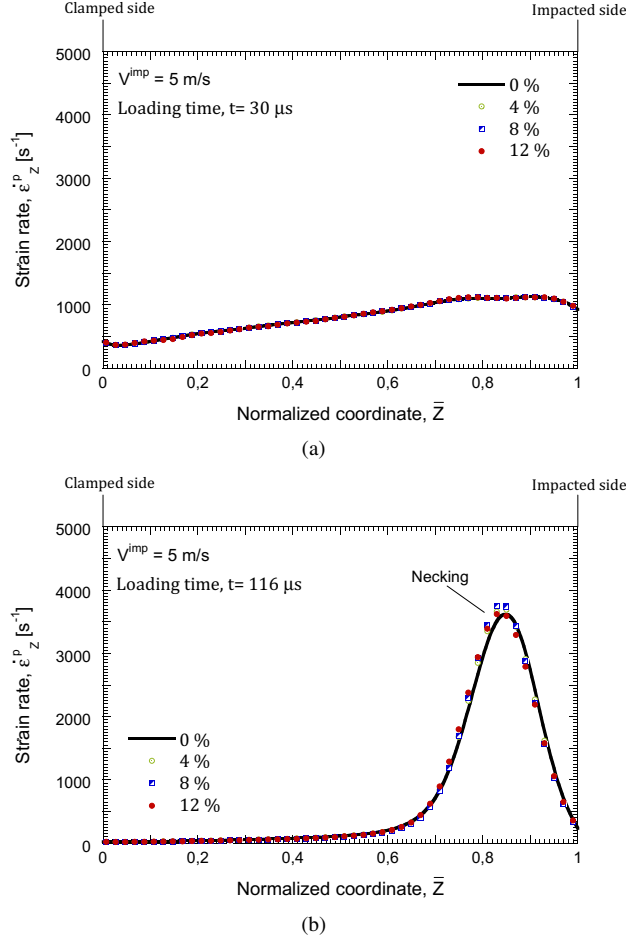 Clamped side
Impacted side
5000
4000
3000
2000
1000
0
Strain rate, ε̇ᵖ_Z [s⁻¹]
Vⁱᵐᵖ = 5 m/s
Loading time, t= 30 μs
0 %
4 %
8 %
12 %
0
0,2
0,4
0,6
0,8
1
Normalized coordinate, Z̅
(a)
Clamped side
Impacted side
5000
4000
3000
2000
1000
0
Strain rate, ε̇ᵖ_Z [s⁻¹]
Vⁱᵐᵖ = 5 m/s
Loading time, t= 116 μs
Necking
0 %
4 %
8 %
12 %
0
0,2
0,4
0,6
0,8
1
Normalized coordinate, Z̅
(b)